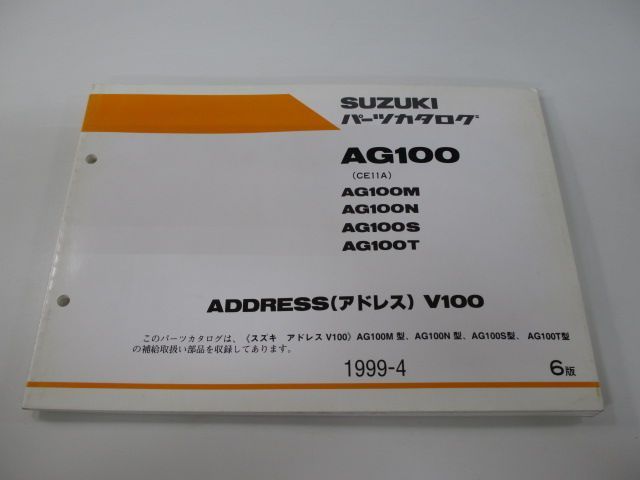 SUZUKI
パーツカタログ
AG100
(CE11A)
AG100M
AG100N
AG100S
AG100T
ADDRESS(アドレス) V100
このパーツカタログは、(スズキ アドレスV100) AG100M型、AG100N型、AG100S型、AG100T型
の補給取扱い部品を収録してあります。
1999-4 6版